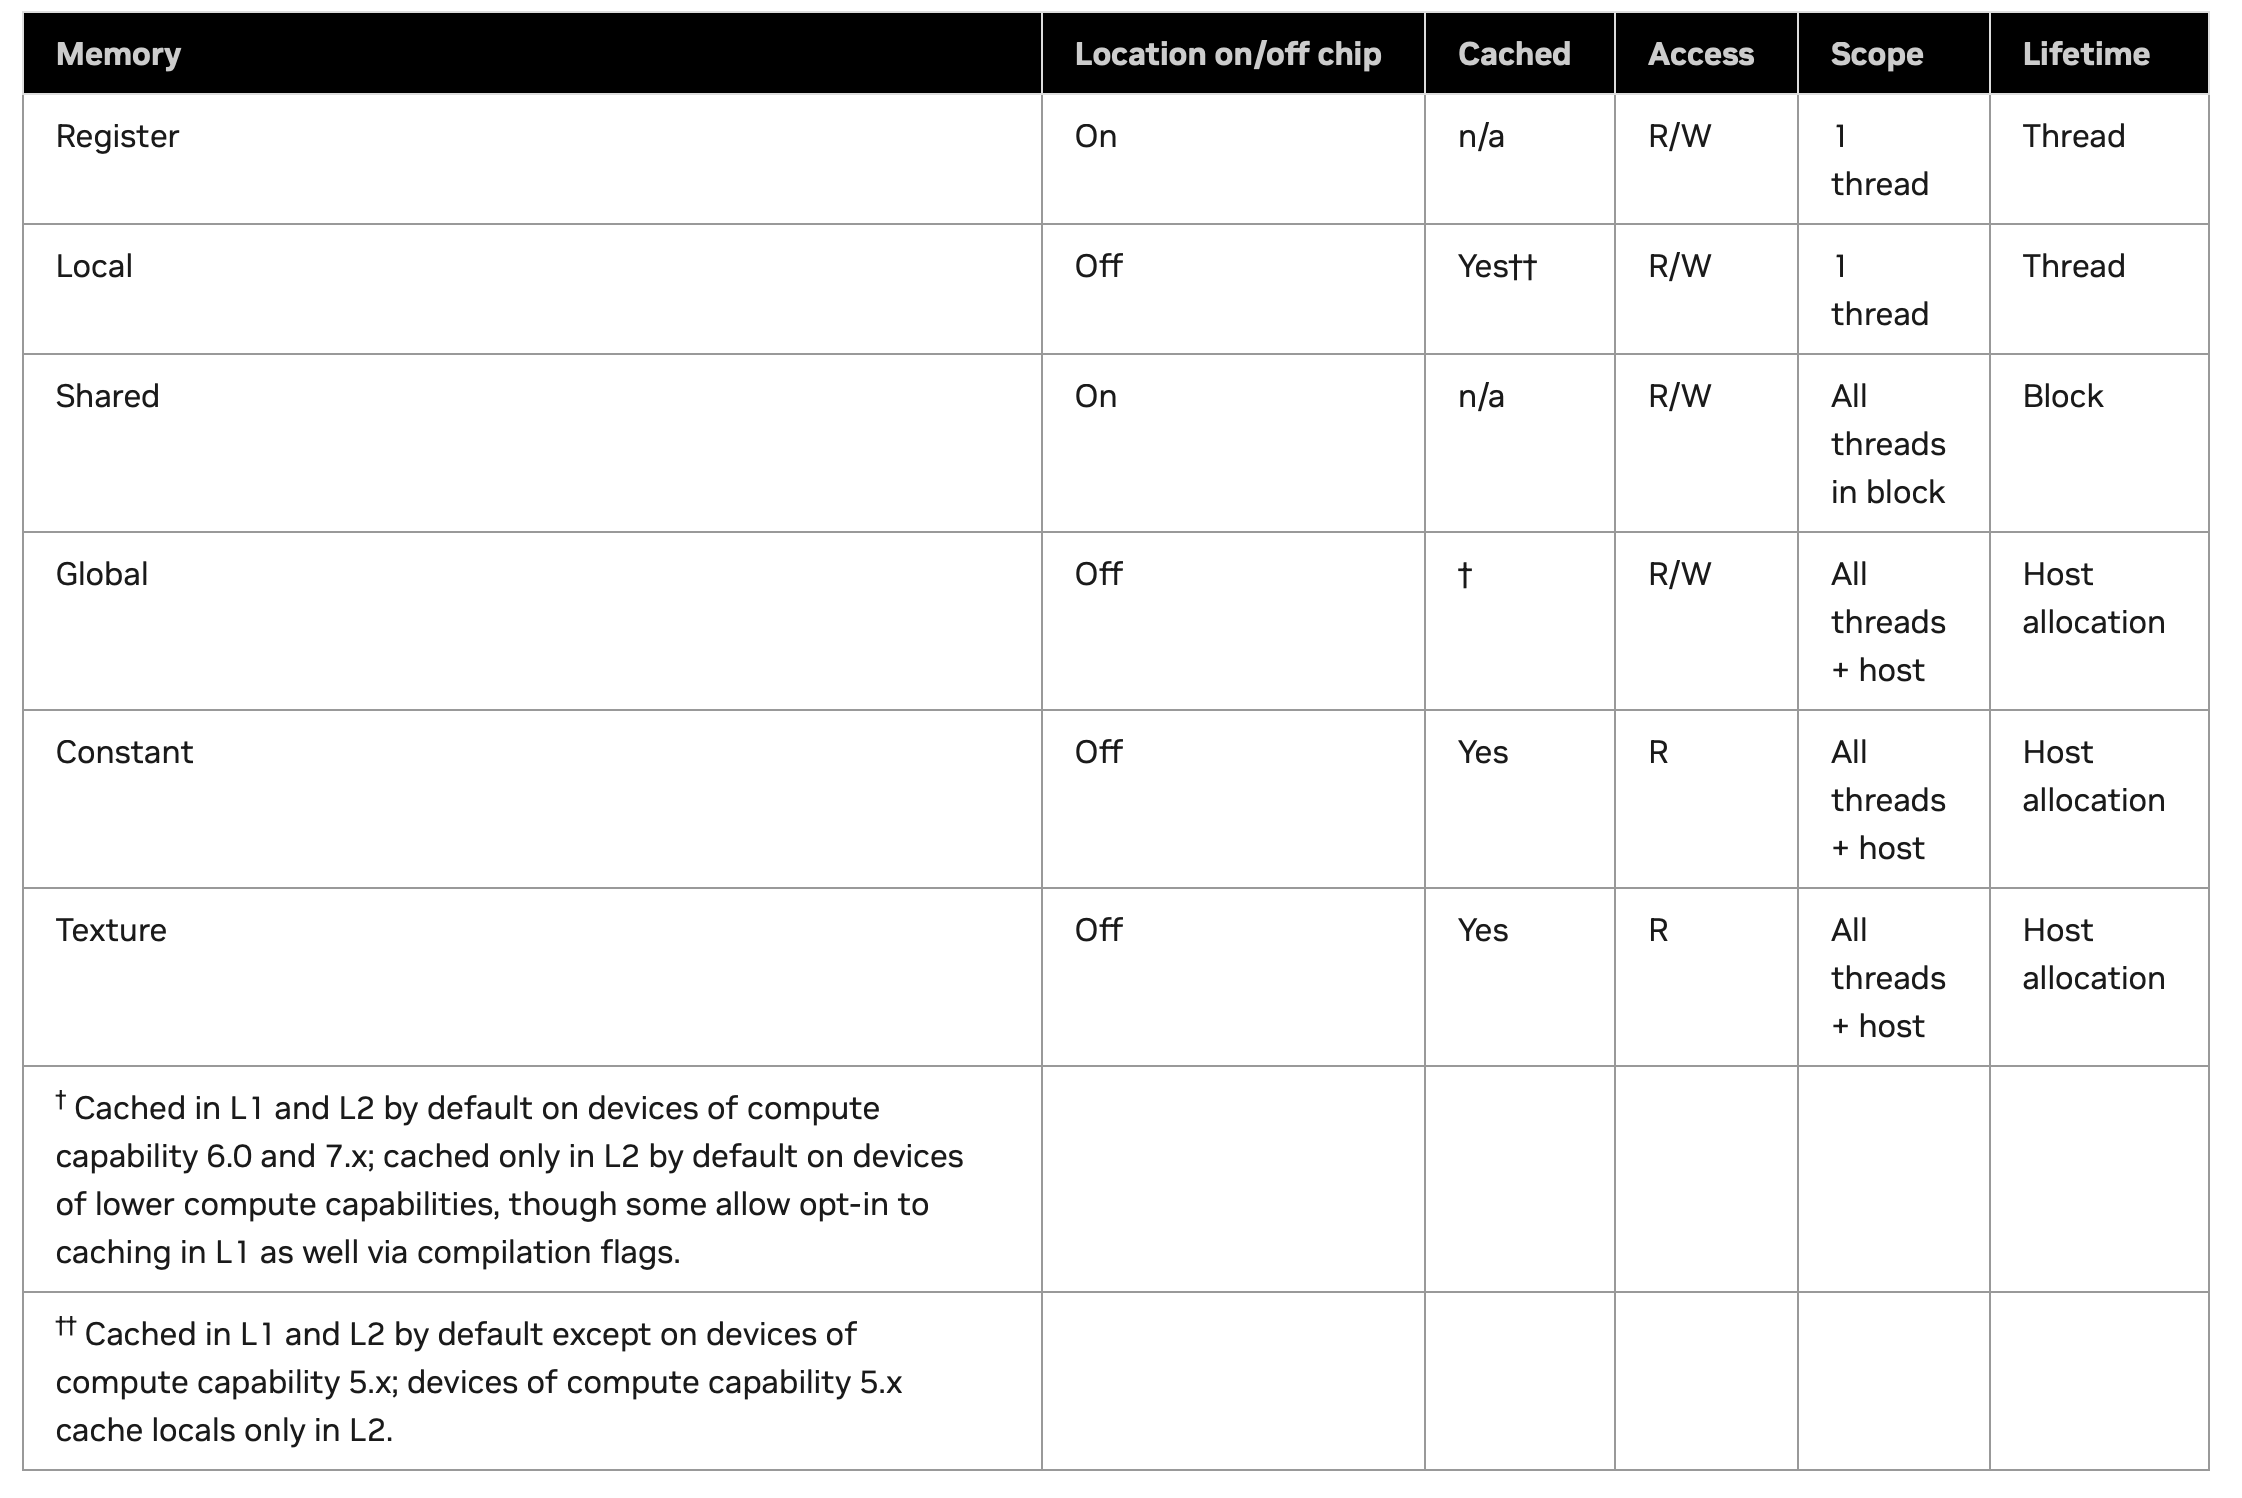 Memory Location on/off chip Cached Access Scope Lifetime
Register On n/a R/W 1 Thread
thread
Local Off Yes†† R/W 1 Thread
thread
Shared On n/a R/W All Block
threads
in block
Global Off † R/W All Host
threads allocation
+ host
Constant Off Yes R All Host
threads allocation
+ host
Texture Off Yes R All Host
threads allocation
+ host
† Cached in L1 and L2 by default on devices of compute
capability 6.0 and 7.x; cached only in L2 by default on devices
of lower compute capabilities, though some allow opt-in to
caching in L1 as well via compilation flags.
†† Cached in L1 and L2 by default except on devices of
compute capability 5.x; devices of compute capability 5.x
cache locals only in L2.